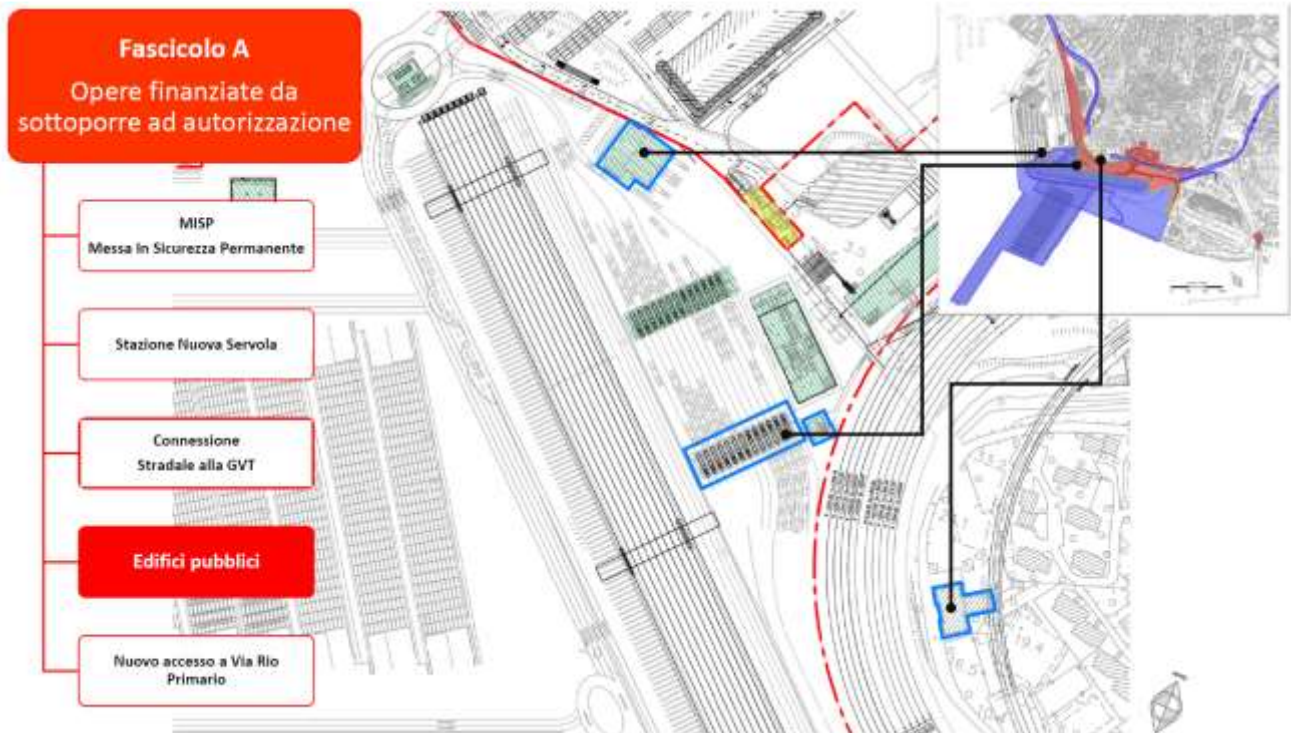 Fascicolo A
Opere finanziate da
sottoporre ad autorizzazione
MISP
Messa In Sicurezza Permanente
Stazione Nuova Servola
Connessione
Stradale alla GVT
Edifici pubblici
Nuovo accesso a Via Rio
Primario